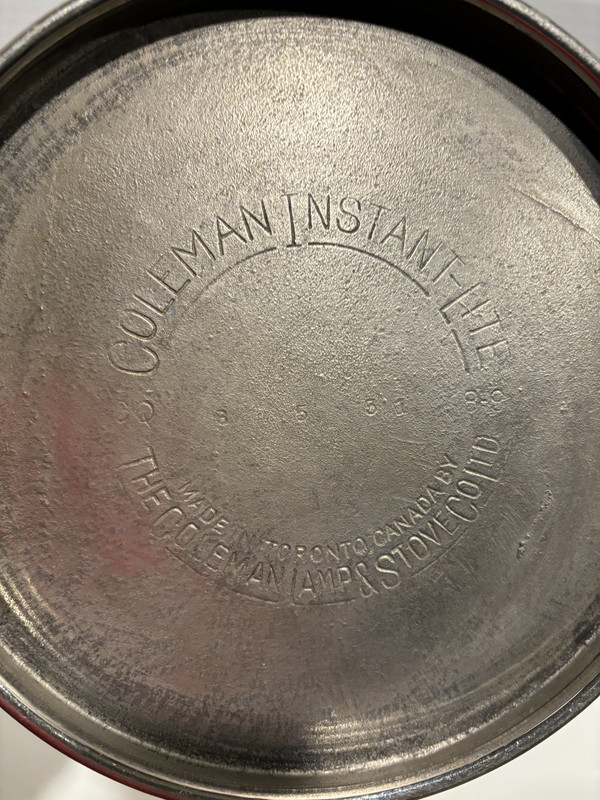 COLEMAN INSTANT-LITE
MADE IN TORONTO, CANADA BY
THE COLEMAN LAMP & STOVE CO LTD